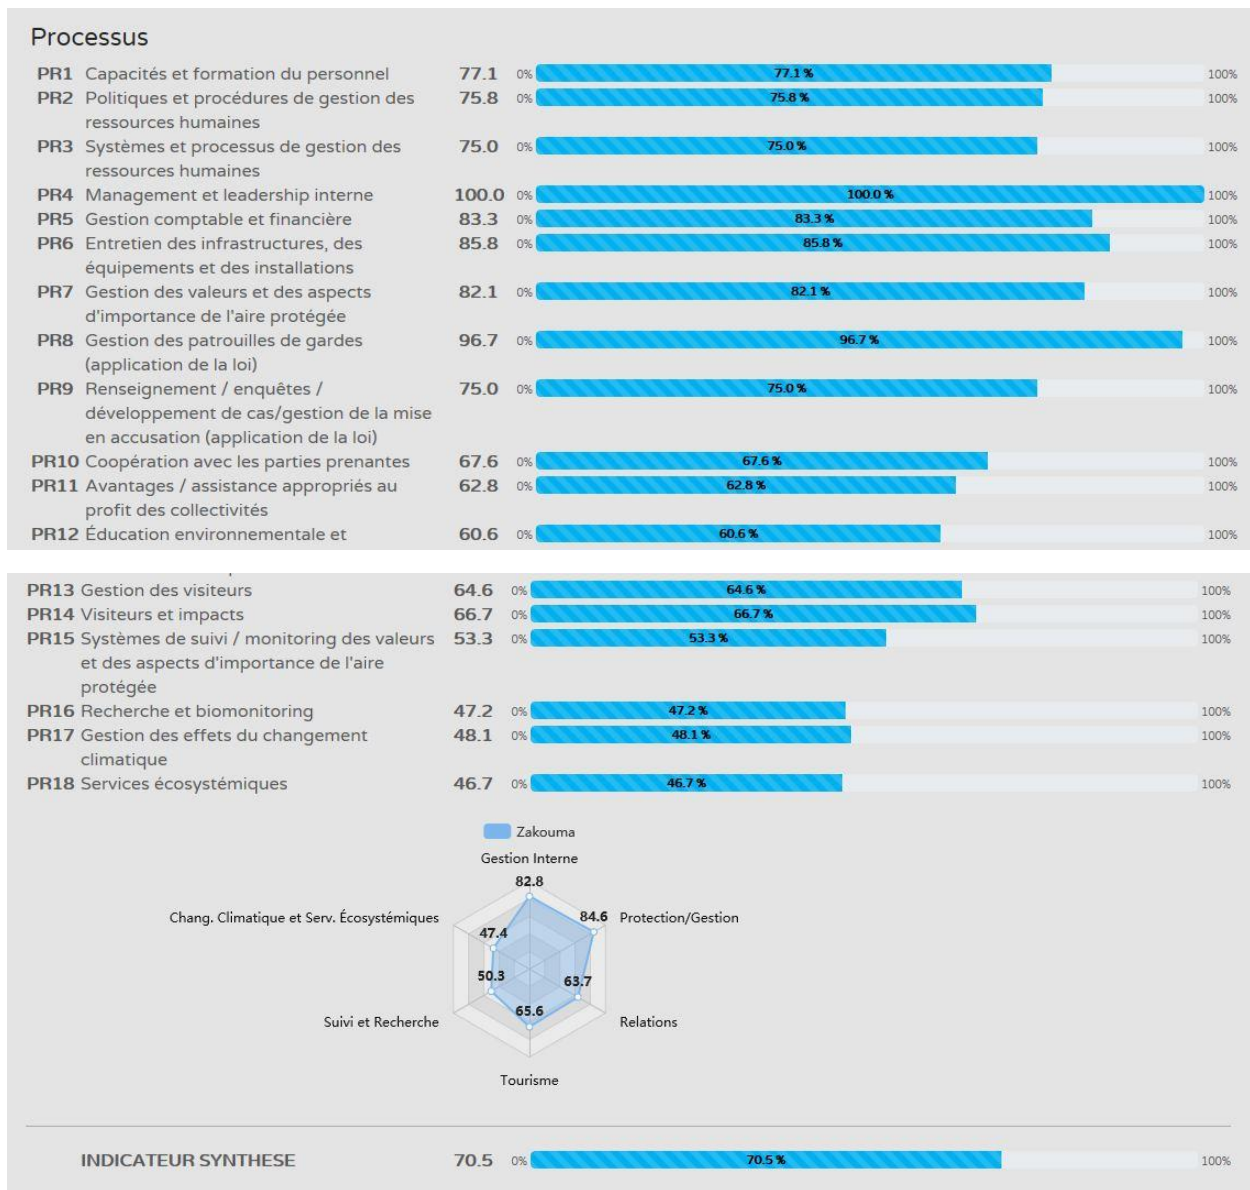 Processus
PR1 Capacités et formation du personnel 77.1 0% 77.1 % 100%
PR2 Politiques et procédures de gestion des 75.8 0% 75.8 % 100%
ressources humaines
PR3 Systèmes et processus de gestion des 75.0 0% 75.0 % 100%
ressources humaines
PR4 Management et leadership interne 100.0 0% 100.0 % 100%
PR5 Gestion comptable et financière 83.3 0% 83.3 % 100%
PR6 Entretien des infrastructures, des 85.8 0% 85.8 % 100%
équipements et des installations
PR7 Gestion des valeurs et des aspects 82.1 0% 82.1 % 100%
d'importance de l'aire protégée
PR8 Gestion des patrouilles de gardes 96.7 0% 96.7 % 100%
(application de la loi)
PR9 Renseignement / enquêtes / 75.0 0% 75.0 % 100%
développement de cas/gestion de la mise
en accusation (application de la loi)
PR10 Coopération avec les parties prenantes 67.6 0% 67.6 % 100%
PR11 Avantages / assistance appropriés au 62.8 0% 62.8 % 100%
profit des collectivités
PR12 Éducation environnementale et 60.6 0% 60.6 % 100%
PR13 Gestion des visiteurs 64.6 0% 64.6 % 100%
PR14 Visiteurs et impacts 66.7 0% 66.7 % 100%
PR15 Systèmes de suivi / monitoring des valeurs 53.3 0% 53.3 % 100%
et des aspects d'importance de l'aire
protégée
PR16 Recherche et biomonitoring 47.2 0% 47.2 % 100%
PR17 Gestion des effets du changement 48.1 0% 48.1 % 100%
climatique
PR18 Services écosystémiques 46.7 0% 46.7 % 100%
Zakouma
Gestion Interne
82.8
Chang. Climatique et Serv. Écosystémiques 84.6 Protection/Gestion
47.4
50.3 63.7
65.6
Suivi et Recherche Relations
Tourisme
INDICATEUR SYNTHESE 70.5 0% 70.5 % 100%